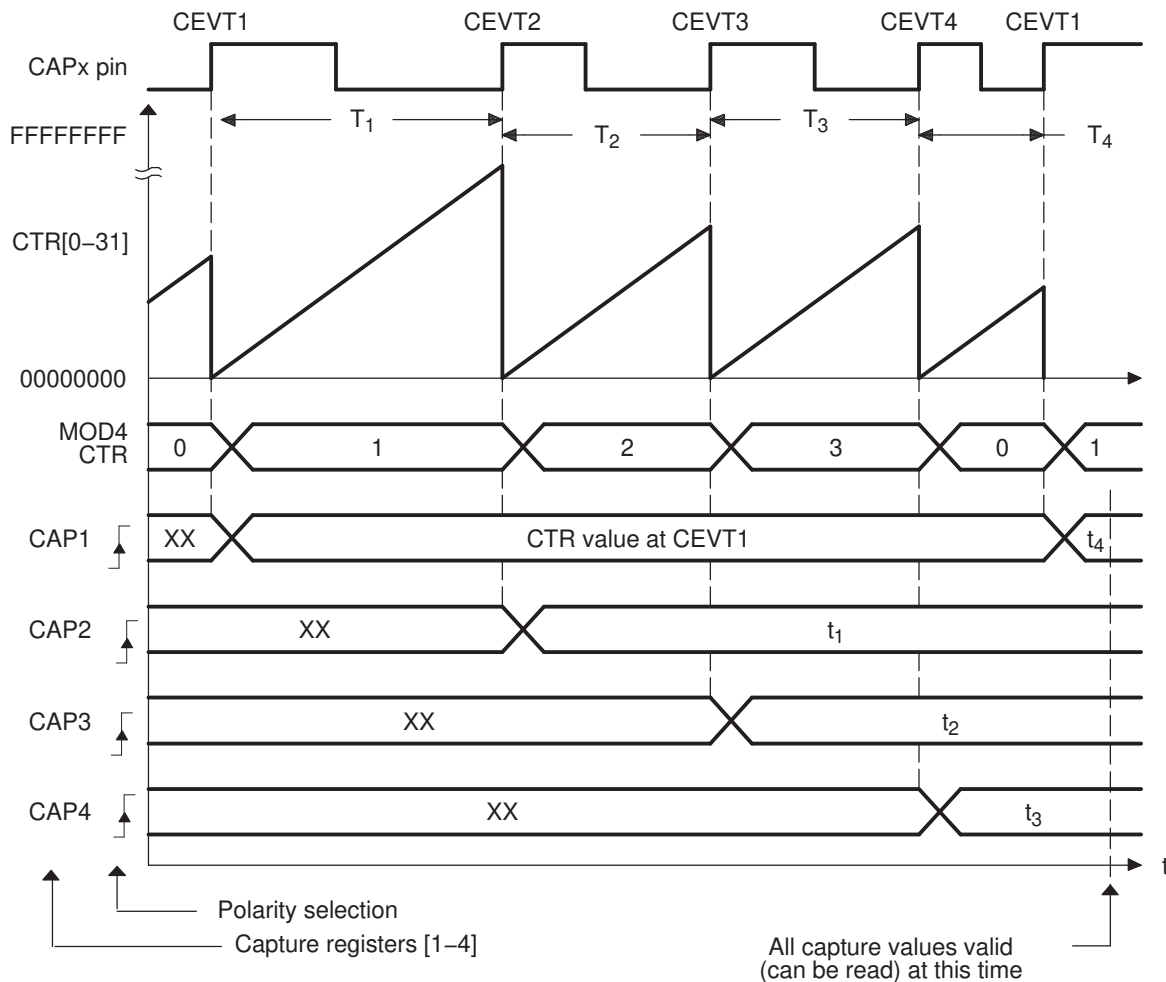 CEVT1 CEVT2 CEVT3 CEVT4 CEVT1
CAPx pin
T1 T3
FFFFFFFF T2 T4
CTR[0−31]
00000000
MOD4
CTR
0 1 2 3 0 1
CAP1 XX CTR value at CEVT1 t4
CAP2 XX t1
CAP3 XX t2
CAP4 XX t3
t
Polarity selection
Capture registers [1−4]
All capture values valid
(can be read) at this time